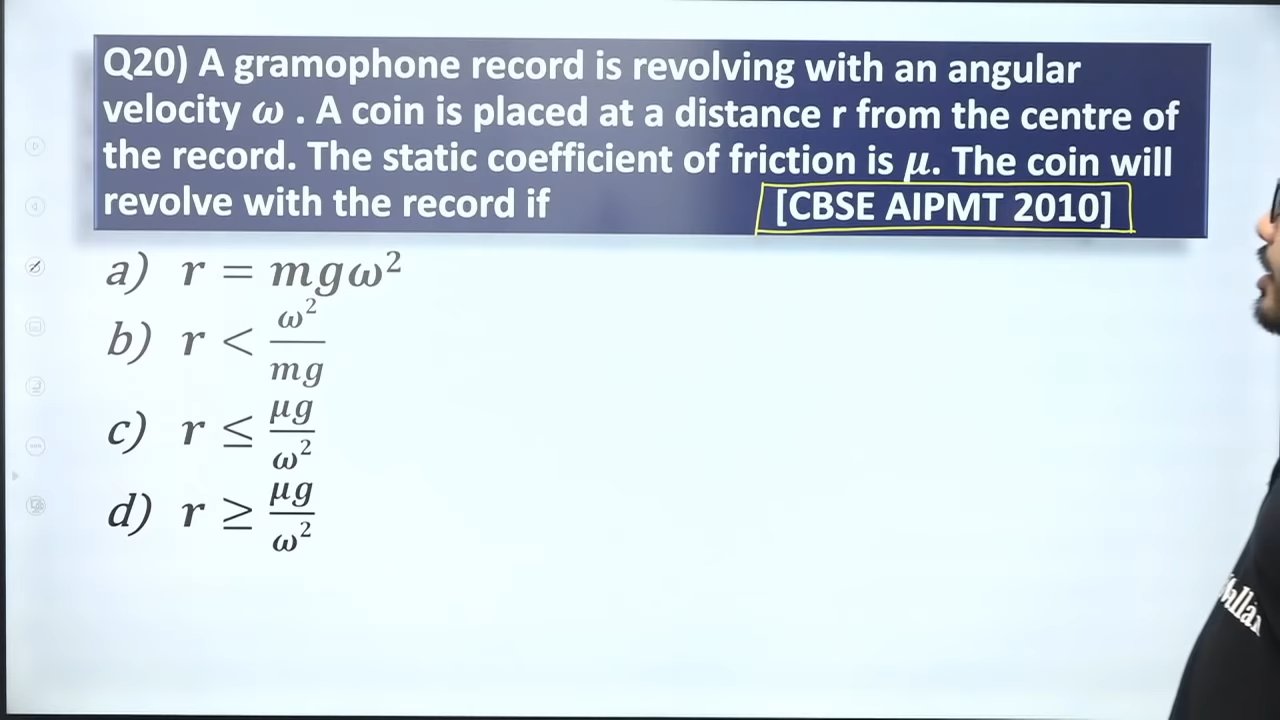 Q20) A gramophone record is revolving with an angular
velocity ω . A coin is placed at a distance r from the centre of
the record. The static coefficient of friction is μ. The coin will
revolve with the record if [CBSE AIPMT 2010]
a) r = mgω²
b) r < ω²/mg
c) r ≤ μg/ω²
d) r ≥ μg/ω²